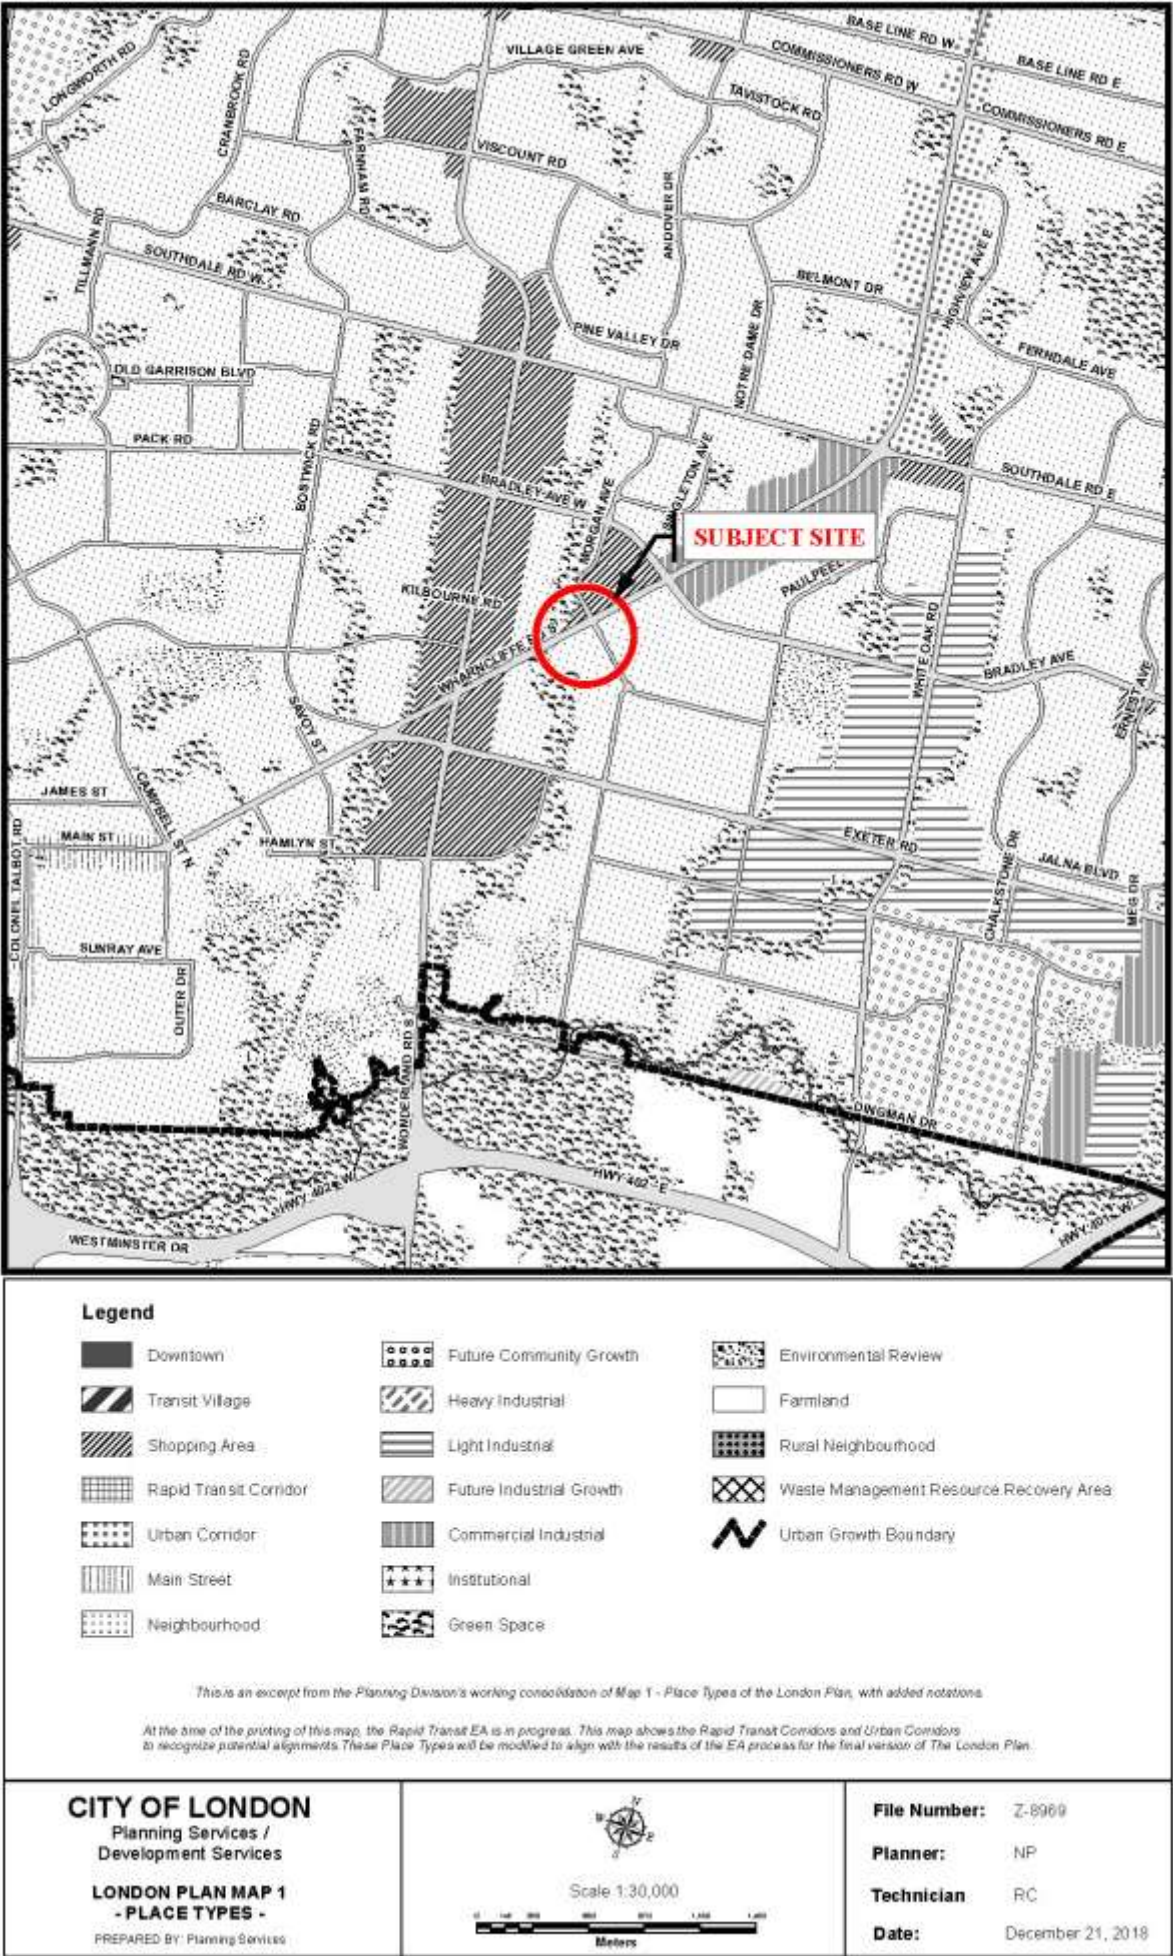 BASE LINE RD W
BASE LINE RD E
VILLAGE GREEN AVE
COMMISSIONERS RD W
LONGWORTH RD
CRANBROOK RD
TAVISTOCK RD
COMMISSIONERS RD E
FARNHAM RD
VISCOUNT RD
BARCLAY RD
ANDOVER DR
TILLMANN RD
SOUTHDALE RD W
HIGHVIEW AVE E
BELMONT DR
PINE VALLEY DR
NOTRE DAME DR
FERNDALE AVE
OLD GARRISON BLVD
PACK RD
BOSTWICK RD
BRADLEY AVE W
MORGAN AVE
SINGLETON AVE
SOUTHDALE RD E
SUBJECT SITE
KILBOURNE RD
PAULPEEL
WHARNCLIFFE
WHITE OAK RD
BRADLEY AVE
ERNEST AVE
SAVOY ST
CAMPBELL ST N
JAMES ST
MAIN ST
HAMLYN ST
EXETER RD
JALNA BLVD
CHALKSTONE DR
MEG DR
COLONEL TALBOT RD
SUNRAY AVE
OUTER DR
WONDERLAND RD S
DINGMAN DR
HWY 402 W
HWY 402 E
HWY 401 W
WESTMINSTER DR
Legend
Downtown
Transit Village
Shopping Area
Rapid Transit Corridor
Urban Corridor
Main Street
Neighbourhood
Future Community Growth
Heavy Industrial
Light Industrial
Future Industrial Growth
Commercial Industrial
Institutional
Green Space
Environmental Review
Farmland
Rural Neighbourhood
Waste Management Resource Recovery Area
Urban Growth Boundary
This is an excerpt from the Planning Division's working consolidation of Map 1 - Place Types of the London Plan, with added notations.
At the time of the printing of this map, the Rapid Transit EA is in progress. This map shows the Rapid Transit Corridors and Urban Corridors
to recognize potential alignments. These Place Types will be modified to align with the results of the EA process for the final version of The London Plan.
CITY OF LONDON
Planning Services /
Development Services
LONDON PLAN MAP 1
- PLACE TYPES -
PREPARED BY: Planning Services
N
W
E
S
Scale 1:30,000
Meters
File Number: Z-8969
Planner: NP
Technician RC
Date: December 21, 2018